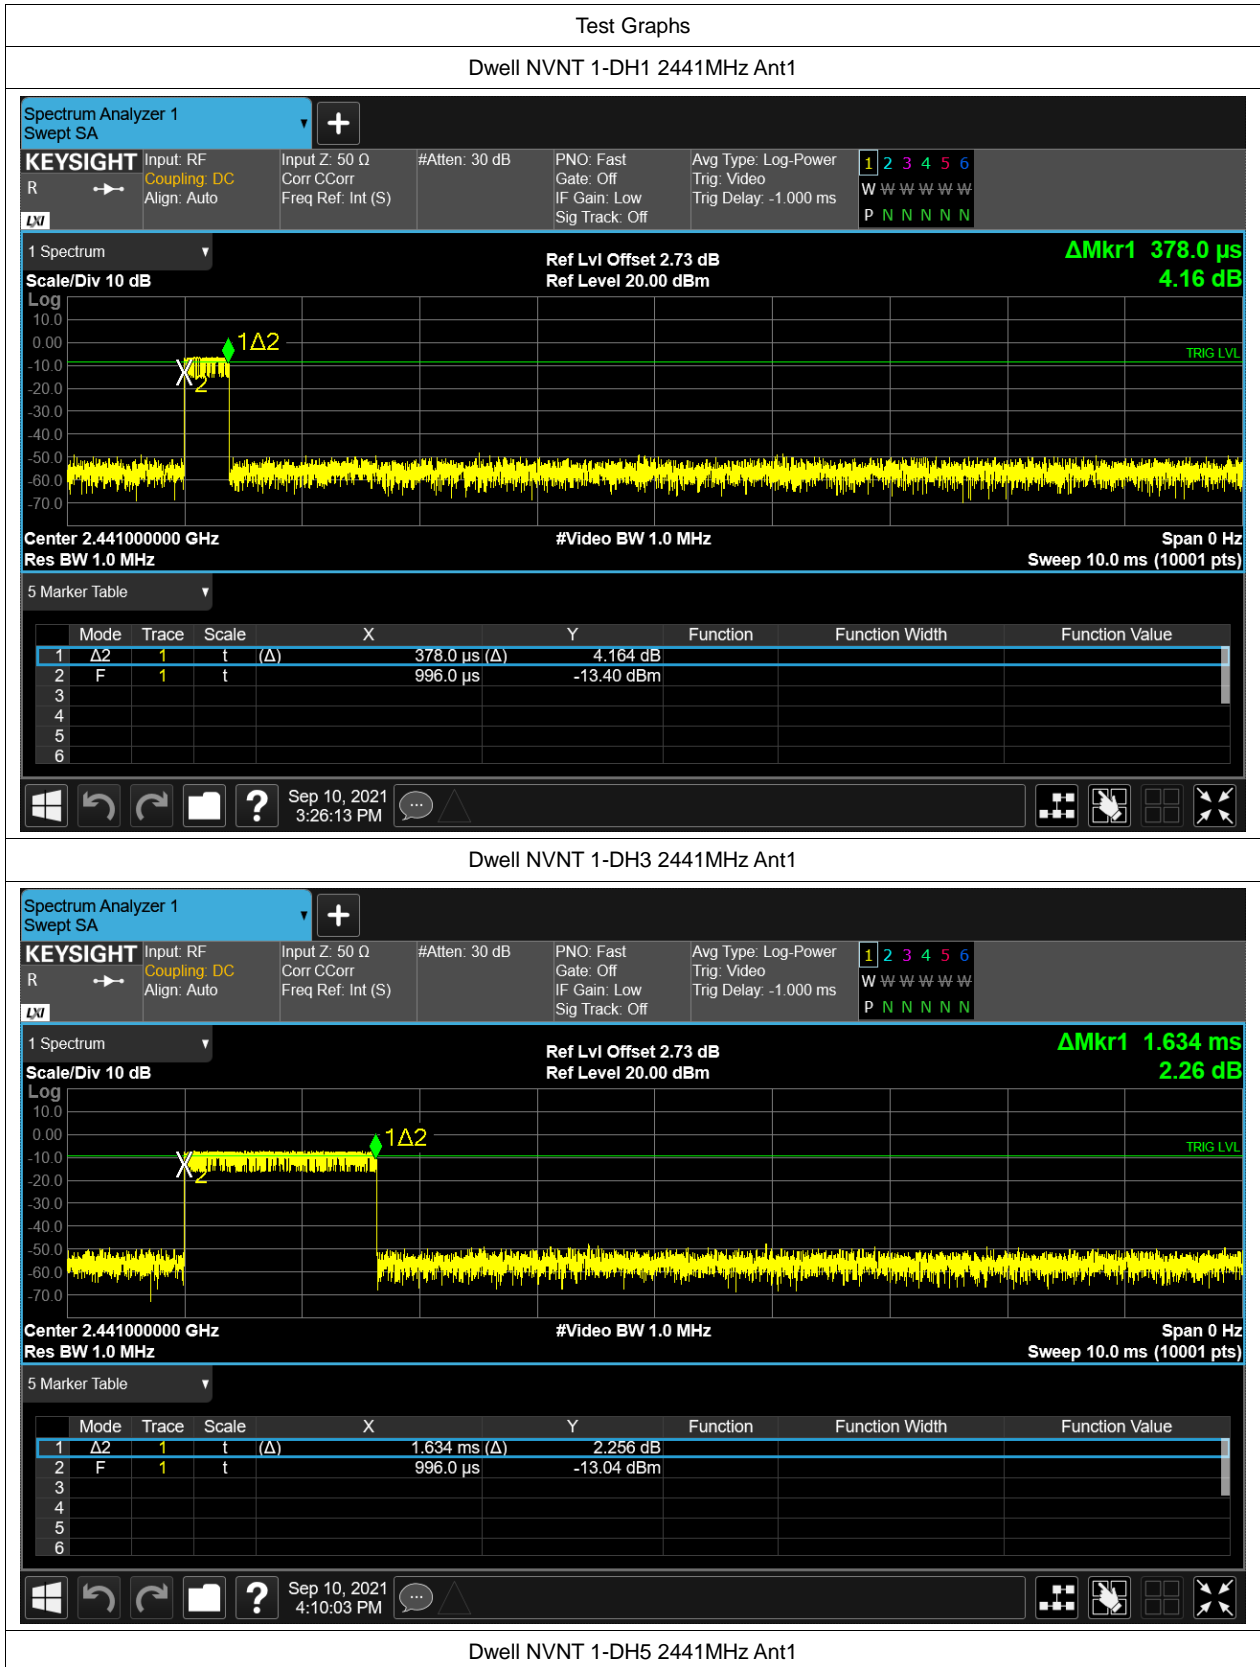 Test Graphs
Dwell NVNT 1-DH1 2441MHz Ant1
Spectrum Analyzer 1
Swept SA
KEYSIGHT Input: RF Input Z: 50 Ω #Atten: 30 dB PNO: Fast Avg Type: Log-Power 1 2 3 4 5 6
R Coupling: DC Corr CCorr Gate: Off Trig: Video W W W W W W
Align: Auto Freq Ref: Int (S) IF Gain: Low Trig Delay: -1.000 ms
LXI Sig Track: Off P N N N N N
1 Spectrum Ref Lvl Offset 2.73 dB ΔMkr1 378.0 µs
Scale/Div 10 dB Ref Level 20.00 dBm 4.16 dB
Log
10.0
0.00 1Δ2
-10.0 TRIG LVL
-20.0 2
-30.0
-40.0
-50.0
-60.0
-70.0
Center 2.441000000 GHz #Video BW 1.0 MHz Span 0 Hz
Res BW 1.0 MHz Sweep 10.0 ms (10001 pts)
5 Marker Table
Mode Trace Scale X Y Function Function Width Function Value
1 Δ2 1 t (Δ) 378.0 µs (Δ) 4.164 dB
2 F 1 t 996.0 µs -13.40 dBm
3
4
5
6
? Sep 10, 2021
3:26:13 PM
Dwell NVNT 1-DH3 2441MHz Ant1
Spectrum Analyzer 1
Swept SA
KEYSIGHT Input: RF Input Z: 50 Ω #Atten: 30 dB PNO: Fast Avg Type: Log-Power 1 2 3 4 5 6
R Coupling: DC Corr CCorr Gate: Off Trig: Video W W W W W W
Align: Auto Freq Ref: Int (S) IF Gain: Low Trig Delay: -1.000 ms
LXI Sig Track: Off P N N N N N
1 Spectrum Ref Lvl Offset 2.73 dB ΔMkr1 1.634 ms
Scale/Div 10 dB Ref Level 20.00 dBm 2.26 dB
Log
10.0
0.00 1Δ2
-10.0 TRIG LVL
-20.0 2
-30.0
-40.0
-50.0
-60.0
-70.0
Center 2.441000000 GHz #Video BW 1.0 MHz Span 0 Hz
Res BW 1.0 MHz Sweep 10.0 ms (10001 pts)
5 Marker Table
Mode Trace Scale X Y Function Function Width Function Value
1 Δ2 1 t (Δ) 1.634 ms (Δ) 2.256 dB
2 F 1 t 996.0 µs -13.04 dBm
3
4
5
6
? Sep 10, 2021
4:10:03 PM
Dwell NVNT 1-DH5 2441MHz Ant1